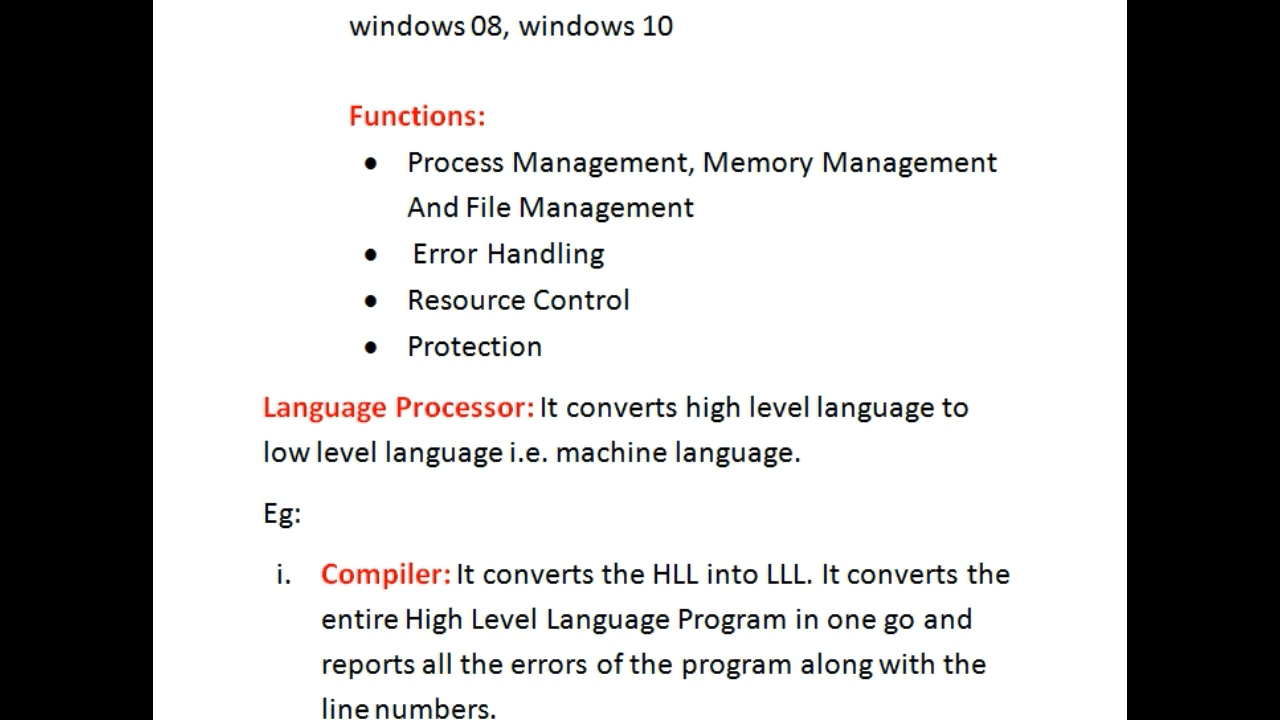 windows 08, windows 10
Functions:
• Process Management, Memory Management
And File Management
• Error Handling
• Resource Control
• Protection
Language Processor: It converts high level language to
low level language i.e. machine language.
Eg:
i. Compiler: It converts the HLL into LLL. It converts the
entire High Level Language Program in one go and
reports all the errors of the program along with the
line numbers.